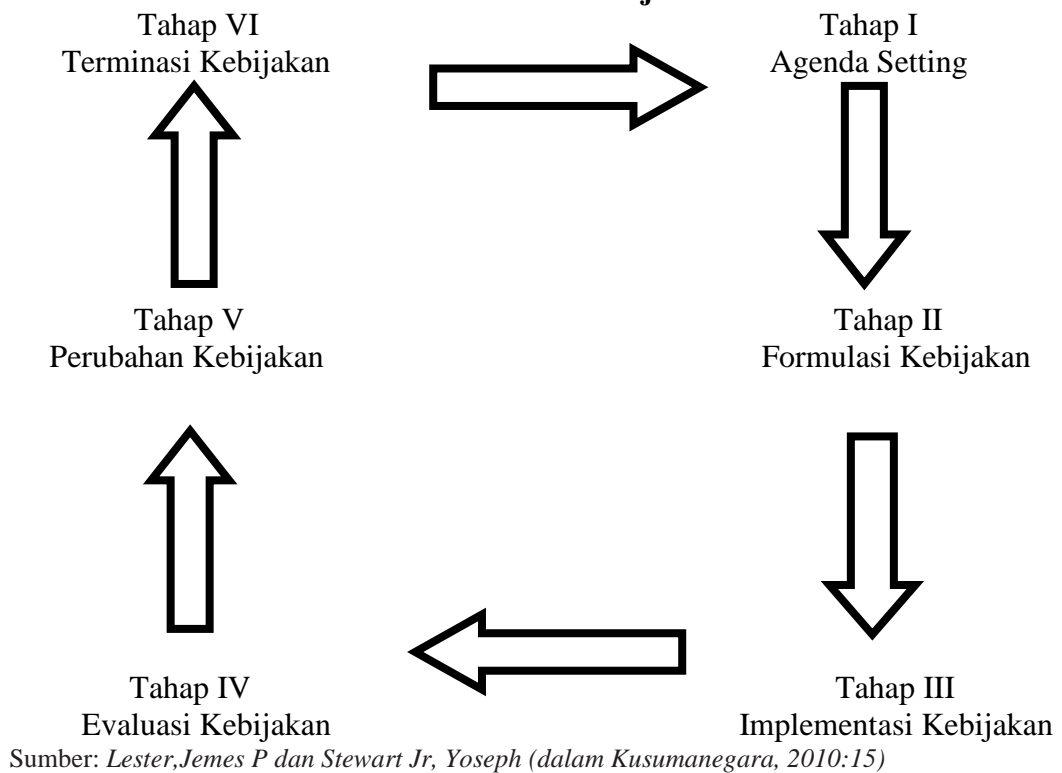 Tahap VI
Terminasi Kebijakan
Tahap I
Agenda Setting
Tahap V
Perubahan Kebijakan
Tahap II
Formulasi Kebijakan
Tahap IV
Evaluasi Kebijakan
Tahap III
Implementasi Kebijakan
Sumber: Lester,Jemes P dan Stewart Jr, Yoseph (dalam Kusumanegara, 2010:15)